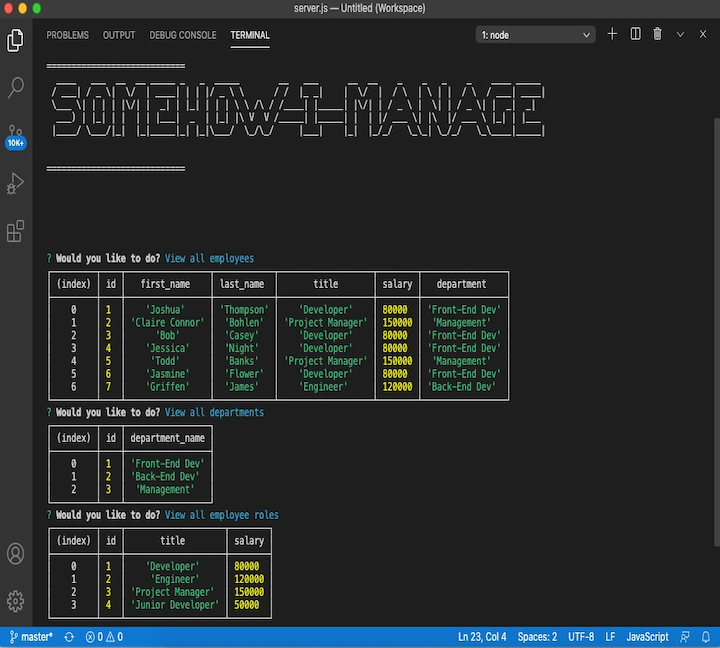 server.js — Untitled (Workspace)
PROBLEMS OUTPUT DEBUG CONSOLE TERMINAL 1: node
SOMEHOW-I-MANAGE
10K+
? Would you like to do? View all employees
(index) id first_name last_name title salary department
0 1 'Joshua' 'Thompson' 'Developer' 80000 'Front-End Dev'
1 2 'Claire Connor' 'Bohlen' 'Project Manager' 150000 'Management'
2 3 'Bob' 'Casey' 'Developer' 80000 'Front-End Dev'
3 4 'Jessica' 'Night' 'Developer' 80000 'Front-End Dev'
4 5 'Todd' 'Banks' 'Project Manager' 150000 'Management'
5 6 'Jasmine' 'Flower' 'Developer' 80000 'Front-End Dev'
6 7 'Griffen' 'James' 'Engineer' 120000 'Back-End Dev'
? Would you like to do? View all departments
(index) id department_name
0 1 'Front-End Dev'
1 2 'Back-End Dev'
2 3 'Management'
? Would you like to do? View all employee roles
(index) id title salary
0 1 'Developer' 80000
1 2 'Engineer' 120000
2 3 'Project Manager' 150000
3 4 'Junior Developer' 50000
master* 0 0 Ln 23, Col 4 Spaces: 2 UTF-8 LF JavaScript